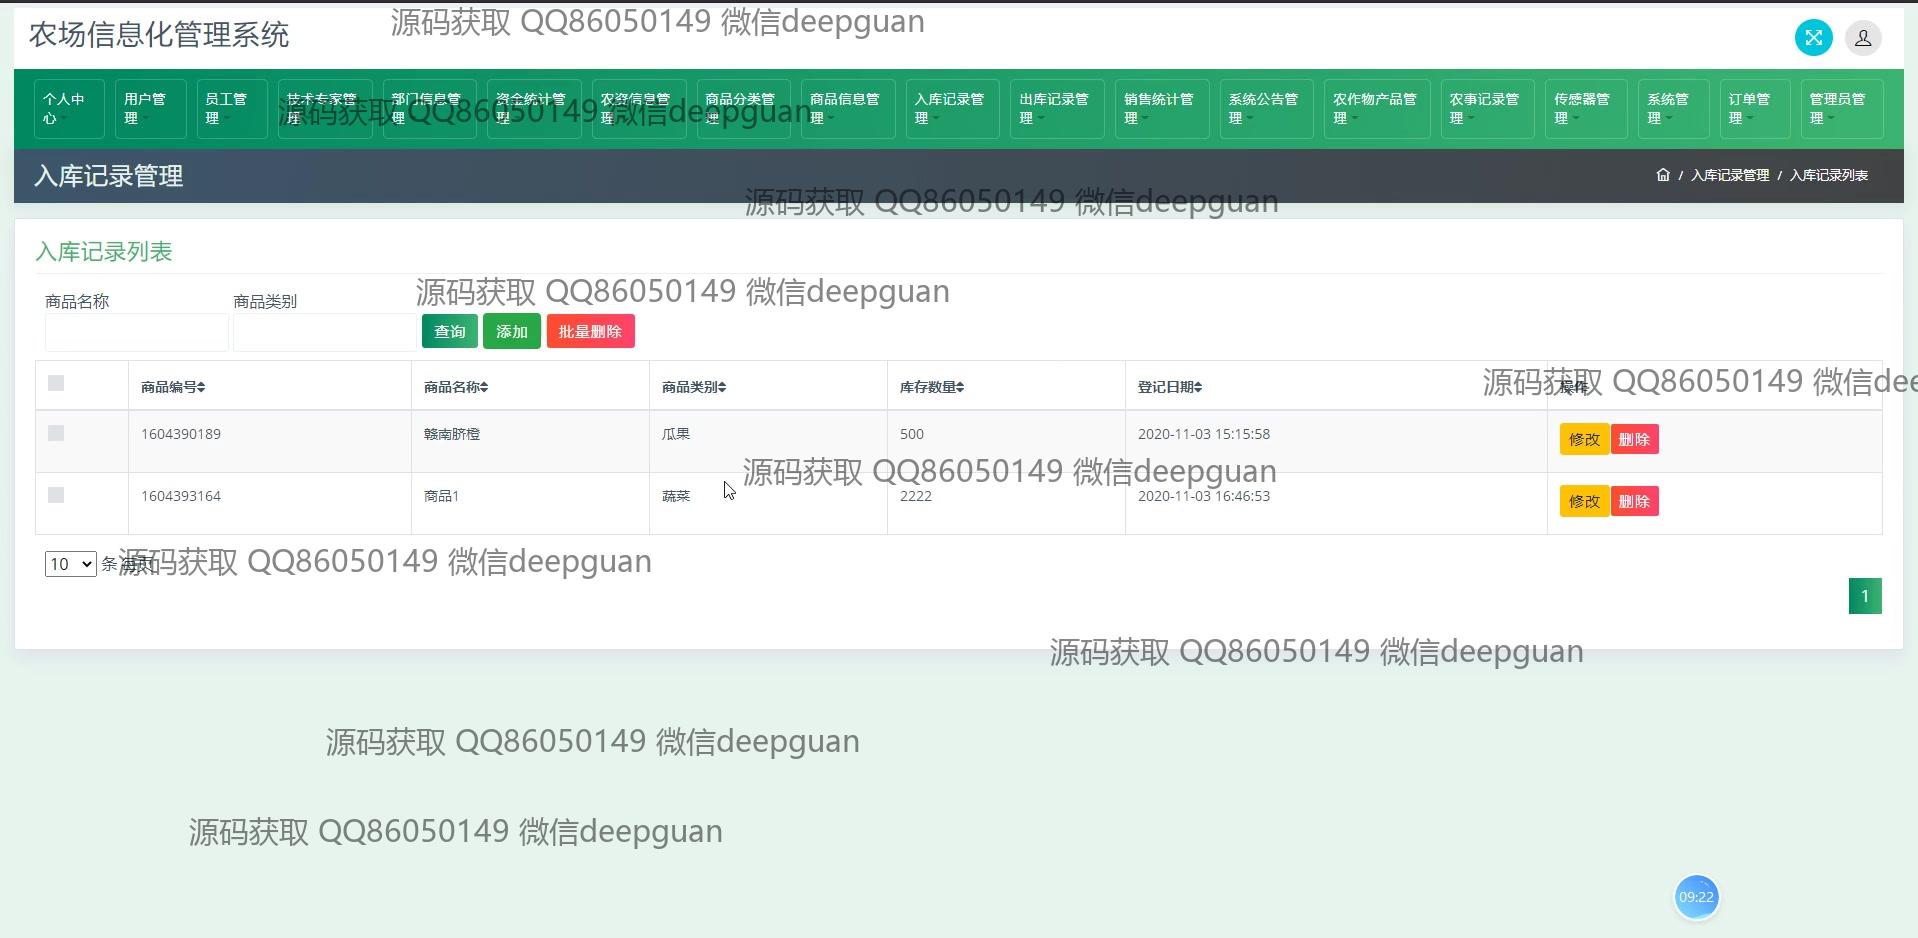 农场信息化管理系统
源码获取 QQ86050149 微信deepguan
个人中心
用户管理
员工管理
技术专家管理
部门信息管理
资金统计管理
农资信息管理
商品分类管理
商品信息管理
入库记录管理
出库记录管理
销售统计管理
系统公告管理
农作物产品管理
农事记录管理
传感器管理
系统管理
订单管理
管理员管理
源码获取 QQ86050149 微信deepguan
入库记录管理
/ 入库记录管理 / 入库记录列表
源码获取 QQ86050149 微信deepguan
入库记录列表
源码获取 QQ86050149 微信deepguan
商品名称 商品类别
查询 添加 批量删除
商品编号 商品名称 商品类别 库存数量 登记日期 操作
源码获取 QQ86050149 微信dee
1604390189 赣南脐橙 瓜果 500 2020-11-03 15:15:58 修改 删除
源码获取 QQ86050149 微信deepguan
1604393164 商品1 蔬菜 2222 2020-11-03 16:46:53 修改 删除
10 条 每页
源码获取 QQ86050149 微信deepguan
1
源码获取 QQ86050149 微信deepguan
源码获取 QQ86050149 微信deepguan
源码获取 QQ86050149 微信deepguan
09:22